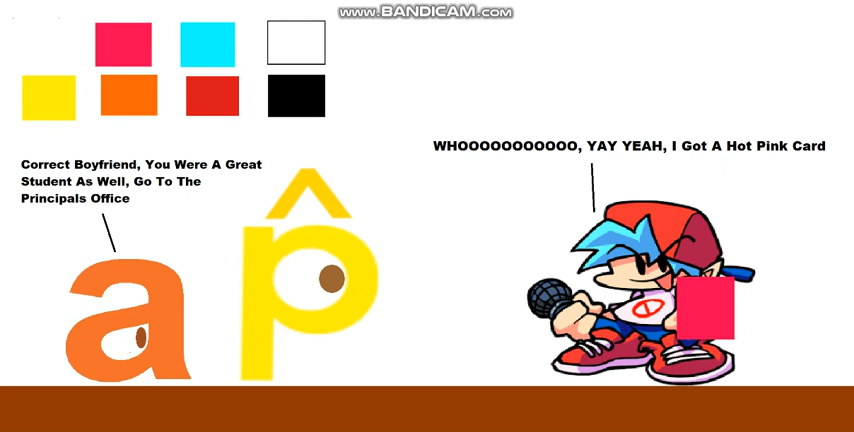 www.BANDICAM.com
WHOOOOOOOOOOO, YAY YEAH, I Got A Hot Pink Card
Correct Boyfriend, You Were A Great
Student As Well, Go To The
Principals Office
a p̂